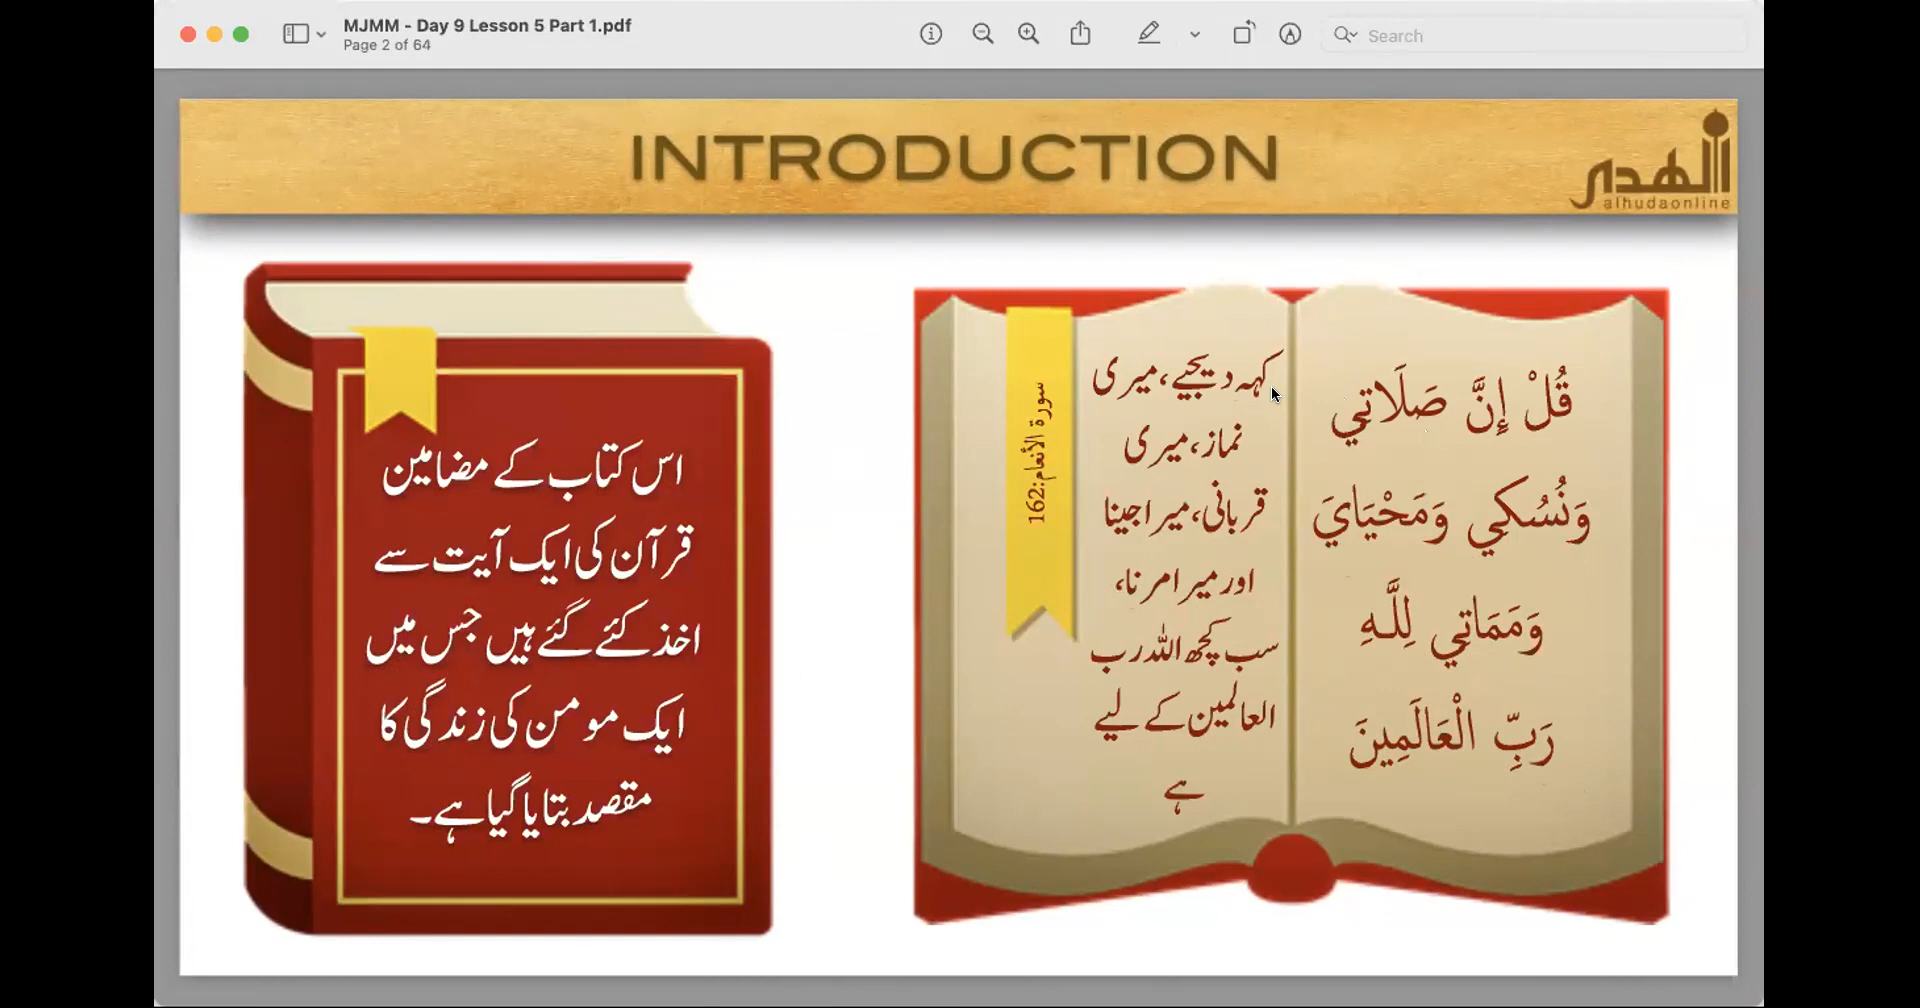 MJMM - Day 9 Lesson 5 Part 1.pdf
Page 2 of 64
Search
INTRODUCTION
الهدى
alhudaonline
اس کتاب کے مضامین
قرآن کی ایک آیت سے
اخذ کئے گئے ہیں جس میں
ایک مومن کی زندگی کا
مقصد بتایا گیا ہے۔
قُلْ إِنَّ صَلَاتِي
وَنُسُكِي وَمَحْيَايَ
وَمَمَاتِي لِلَّـهِ
رَبِّ الْعَالَمِينَ
کہہ دیجیے، میری
نماز، میری
قربانی، میرا جینا
اور میرا مرنا،
سب کچھ اللہ رب
العالمین کے لیے
ہے
سورة الأنعام:162